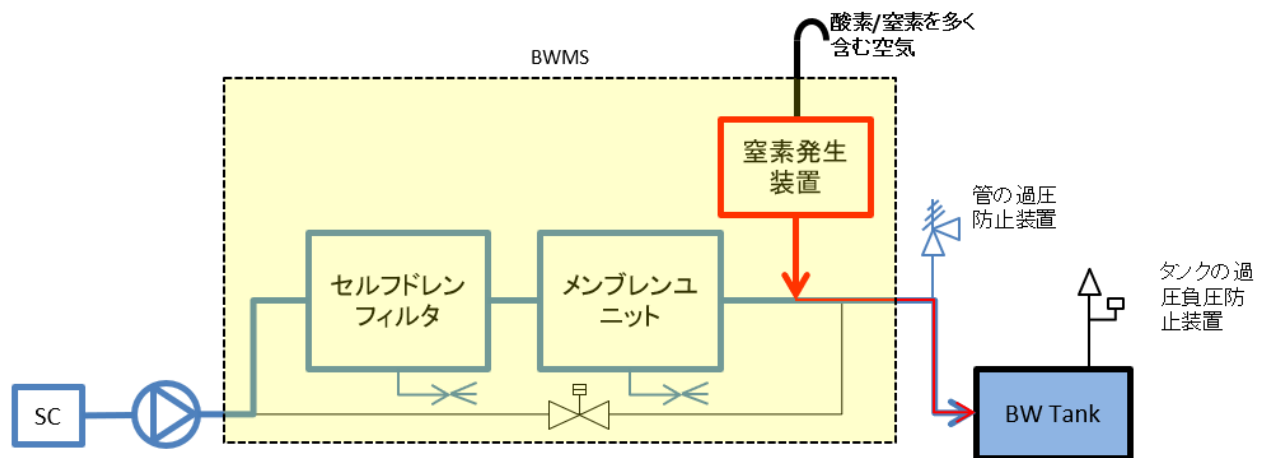 酸素/窒素を多く
含む空気
BWMS
窒素発生
装置
管の過圧
防止装置
セルフドレン
フィルタ
メンブレンユ
ニット
タンクの過
圧負圧防
止装置
SC
BW Tank